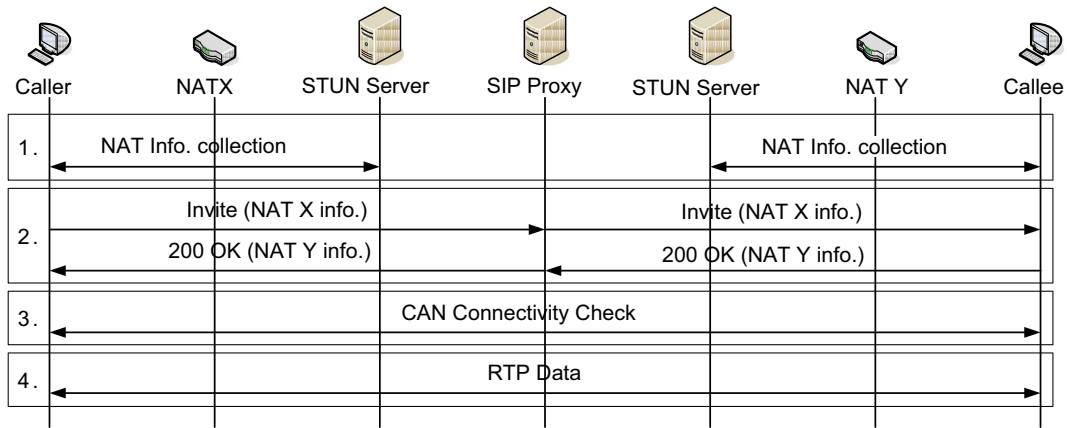 Caller
NATX
STUN Server
SIP Proxy
STUN Server
NAT Y
Callee
1.
NAT Info. collection
NAT Info. collection
2.
Invite (NAT X info.)
Invite (NAT X info.)
200 OK (NAT Y info.)
200 OK (NAT Y info.)
3.
CAN Connectivity Check
4.
RTP Data